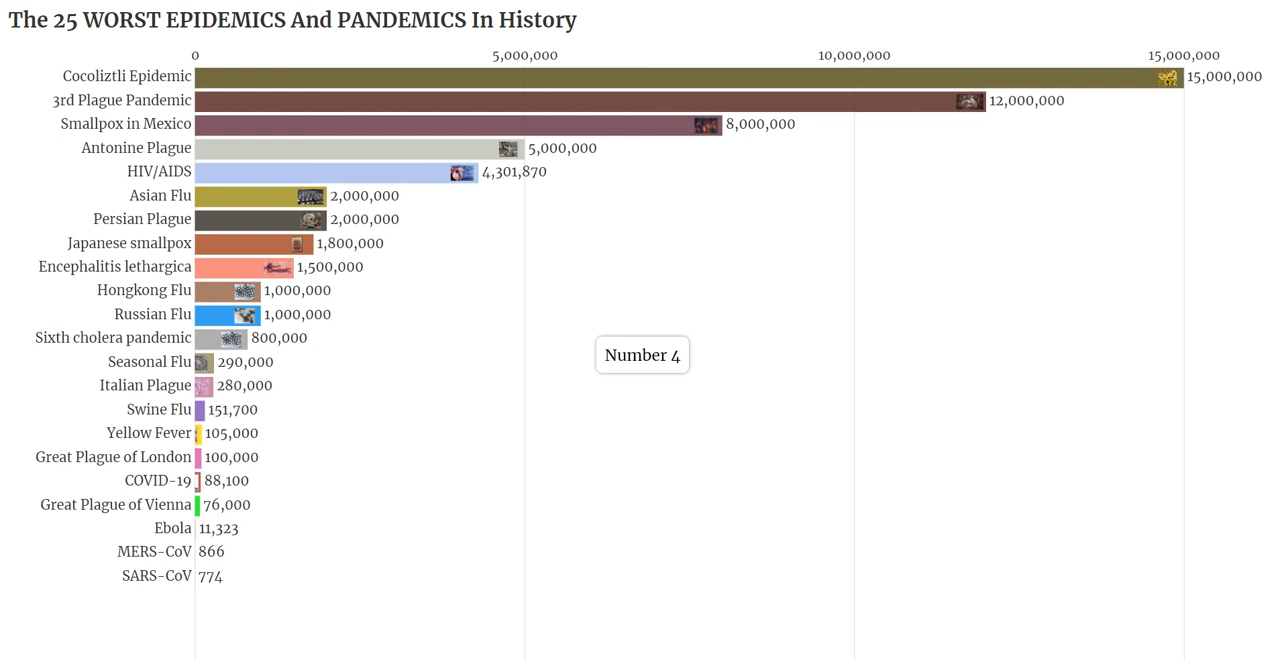 The 25 WORST EPIDEMICS And PANDEMICS In History
0 5,000,000 10,000,000 15,000,000
Cocoliztli Epidemic 15,000,000
3rd Plague Pandemic 12,000,000
Smallpox in Mexico 8,000,000
Antonine Plague 5,000,000
HIV/AIDS 4,301,870
Asian Flu 2,000,000
Persian Plague 2,000,000
Japanese smallpox 1,800,000
Encephalitis lethargica 1,500,000
Hongkong Flu 1,000,000
Russian Flu 1,000,000
Sixth cholera pandemic 800,000
Number 4
Seasonal Flu 290,000
Italian Plague 280,000
Swine Flu 151,700
Yellow Fever 105,000
Great Plague of London 100,000
COVID-19 88,100
Great Plague of Vienna 76,000
Ebola 11,323
MERS-CoV 866
SARS-CoV 774